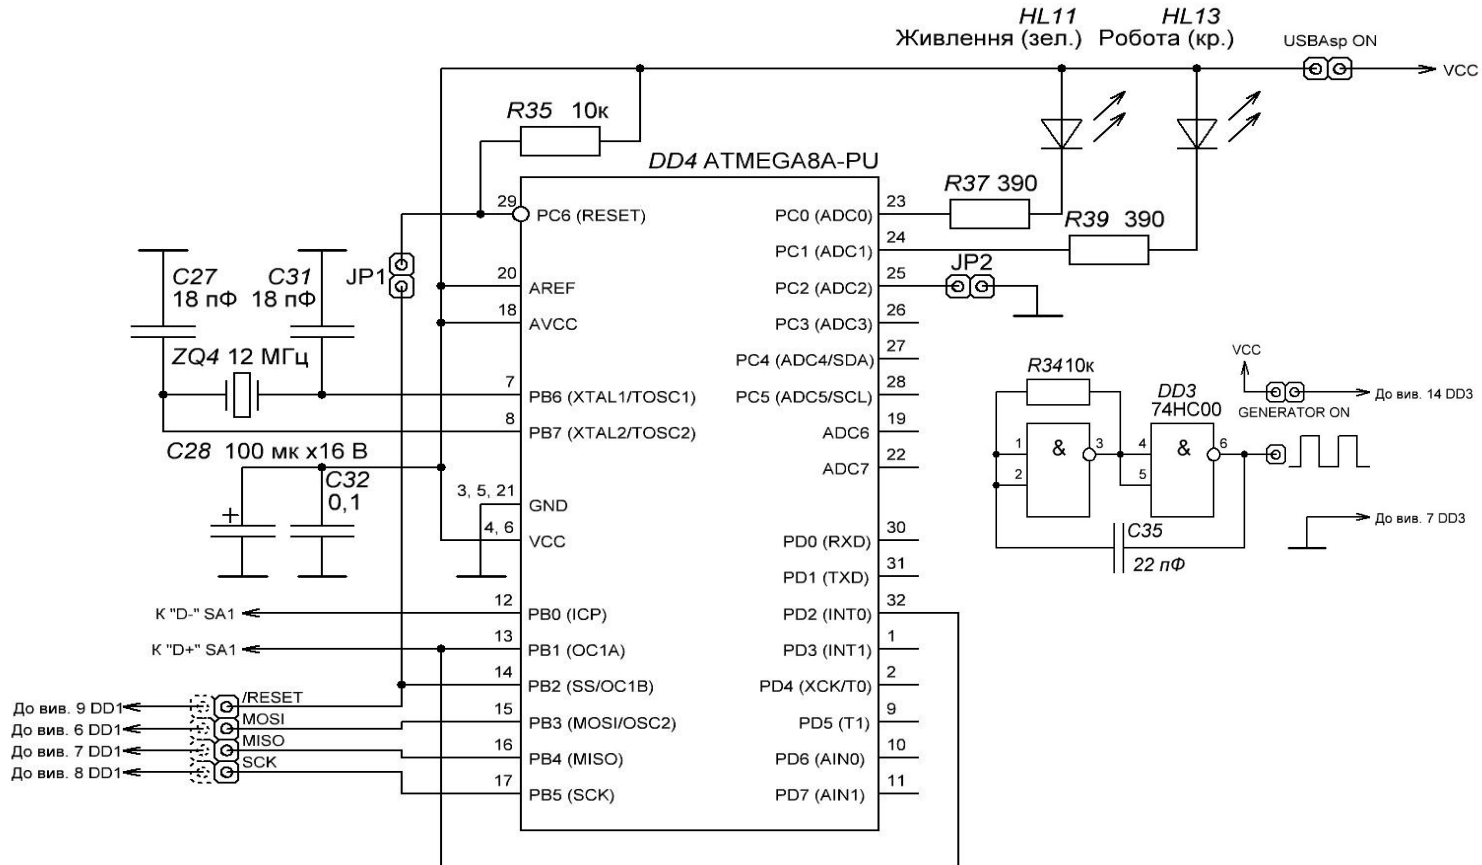 HL11
Живлення (зел.)
HL13
Робота (кр.)
USBAsp ON
VCC
R35 10к
DD4 ATMEGA8A-PU
29
PC6 (RESET)
20
AREF
18
AVCC
7
PB6 (XTAL1/TOSC1)
8
PB7 (XTAL2/TOSC2)
3, 5, 21
GND
4, 6
VCC
12
PB0 (ICP)
13
PB1 (OC1A)
14
PB2 (SS/OC1B)
15
PB3 (MOSI/OSC2)
16
PB4 (MISO)
17
PB5 (SCK)
PC0 (ADC0)
23
PC1 (ADC1)
24
PC2 (ADC2)
25
PC3 (ADC3)
26
PC4 (ADC4/SDA)
27
PC5 (ADC5/SCL)
28
ADC6
19
ADC7
22
PD0 (RXD)
30
PD1 (TXD)
31
PD2 (INT0)
32
PD3 (INT1)
1
PD4 (XCK/T0)
2
PD5 (T1)
9
PD6 (AIN0)
10
PD7 (AIN1)
11
R37 390
R39 390
JP2
JP1
C27
18 пФ
C31
18 пФ
ZQ4 12 МГц
C28 100 мк х16 В
+
C32
0,1
К "D-" SA1
К "D+" SA1
До вив. 9 DD1
/RESET
До вив. 6 DD1
MOSI
До вив. 7 DD1
MISO
До вив. 8 DD1
SCK
R34 10к
DD3
74HC00
1
2
&
3
4
5
&
6
C35
22 пФ
VCC
GENERATOR ON
До вив. 14 DD3
До вив. 7 DD3